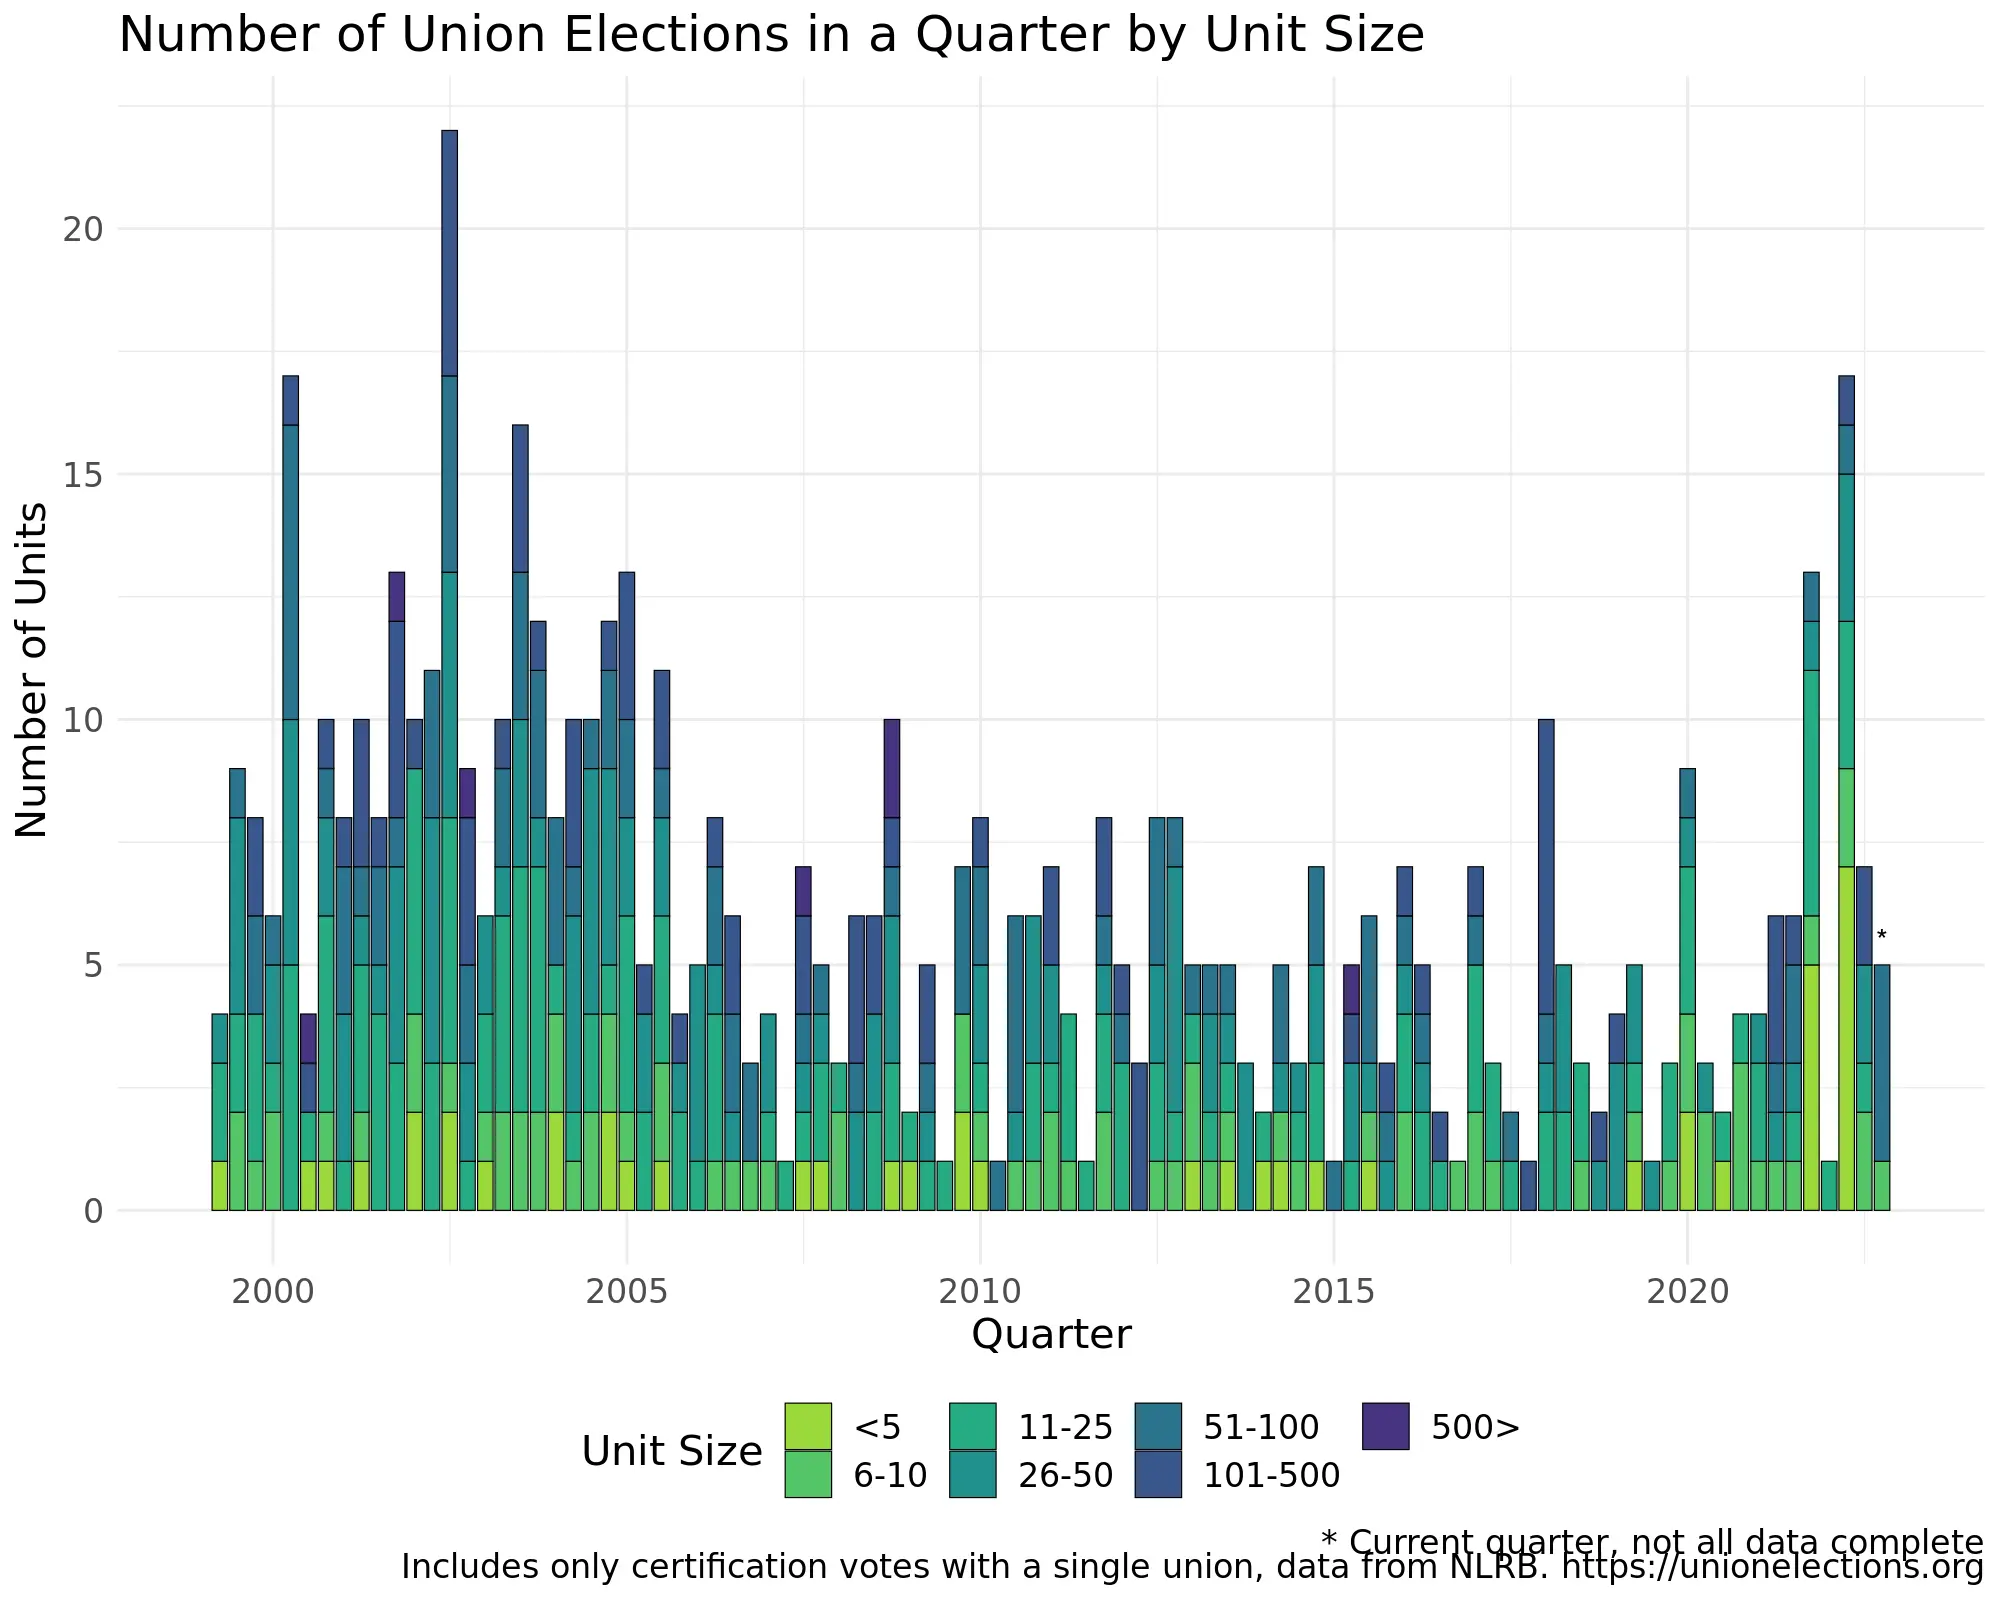 Number of Union Elections in a Quarter by Unit Size
Number of Units
20
15
10
5
0
*
2000 2005 2010 2015 2020
Quarter
Unit Size
<5 11-25 51-100 500>
6-10 26-50 101-500
* Current quarter, not all data complete
Includes only certification votes with a single union, data from NLRB. https://unionelections.org